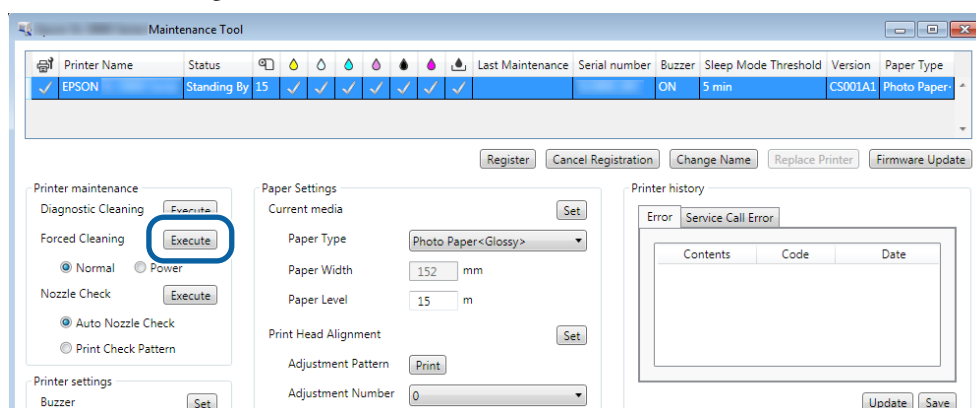 Maintenance Tool
Printer Name Status Last Maintenance Serial number Buzzer Sleep Mode Threshold Version Paper Type
EPSON Standing By 15 ON 5 min CS001A1 Photo Paper
Register Cancel Registration Change Name Replace Printer Firmware Update
Printer maintenance Paper Settings Printer history
Diagnostic Cleaning Execute Current media Set Error Service Call Error
Forced Cleaning Execute Paper Type Photo Paper<Glossy> Contents Code Date
Normal Power Paper Width 152 mm
Nozzle Check Execute Paper Level 15 m
Auto Nozzle Check Print Head Alignment Set
Print Check Pattern Adjustment Pattern Print
Printer settings Adjustment Number 0
Buzzer Set Update Save